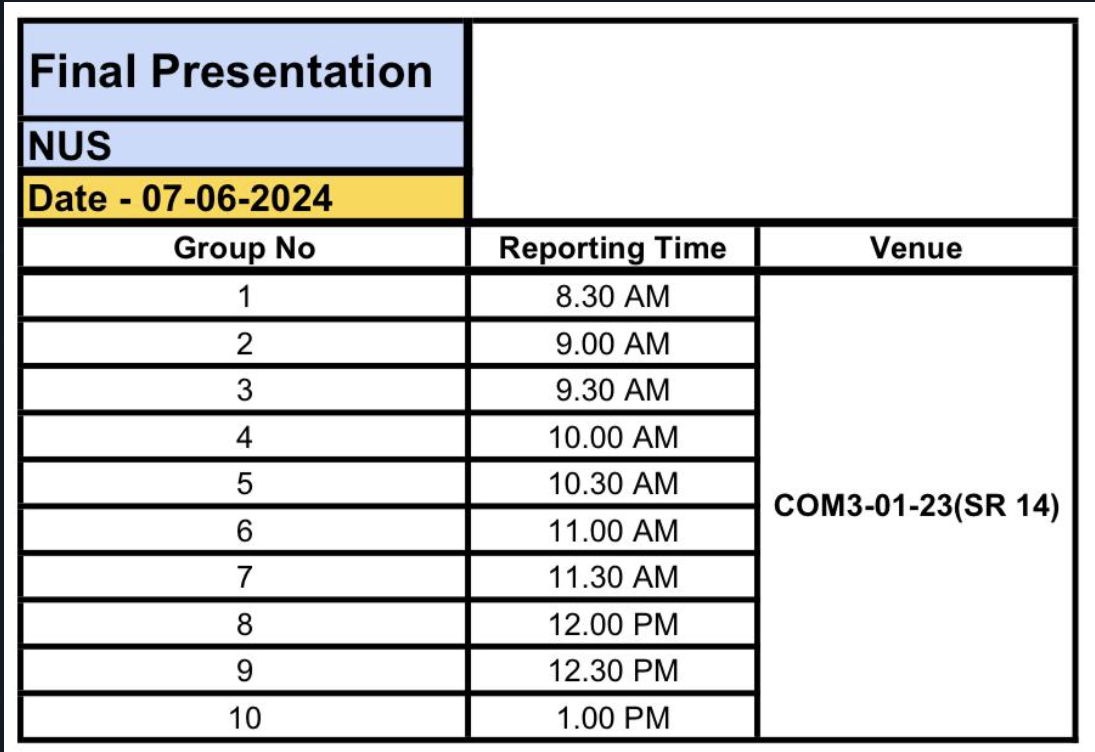 Final Presentation
NUS
Date - 07-06-2024
Group No Reporting Time Venue
1 8.30 AM
2 9.00 AM
3 9.30 AM
4 10.00 AM
5 10.30 AM
COM3-01-23(SR 14)
6 11.00 AM
7 11.30 AM
8 12.00 PM
9 12.30 PM
10 1.00 PM